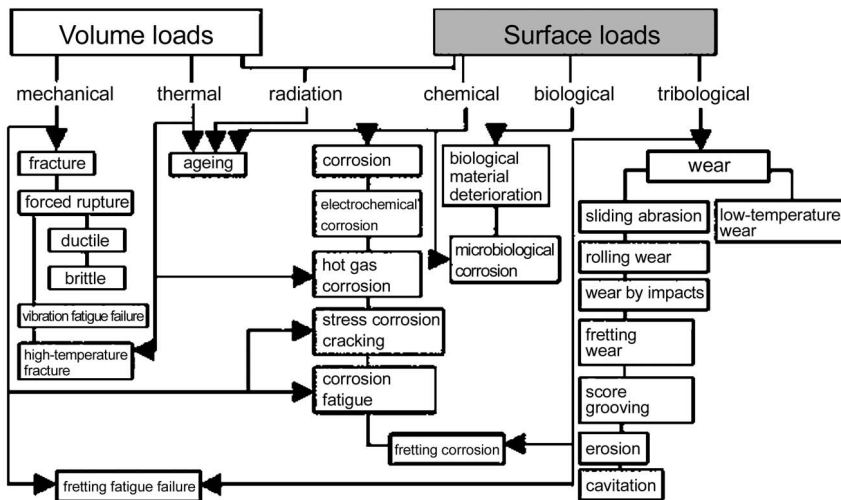 Volume loads
Surface loads
mechanical
thermal
radiation
chemical
biological
tribological
fracture
forced rupture
ductile
brittle
vibration fatigue failure
high-temperature
fracture
fretting fatigue failure
ageing
corrosion
electrochemical
corrosion
hot gas
corrosion
stress corrosion
cracking
corrosion
fatigue
fretting corrosion
biological
material
deterioration
microbiological
corrosion
wear
sliding abrasion
rolling wear
wear by impacts
fretting
wear
score
grooving
erosion
cavitation
low-temperature
wear